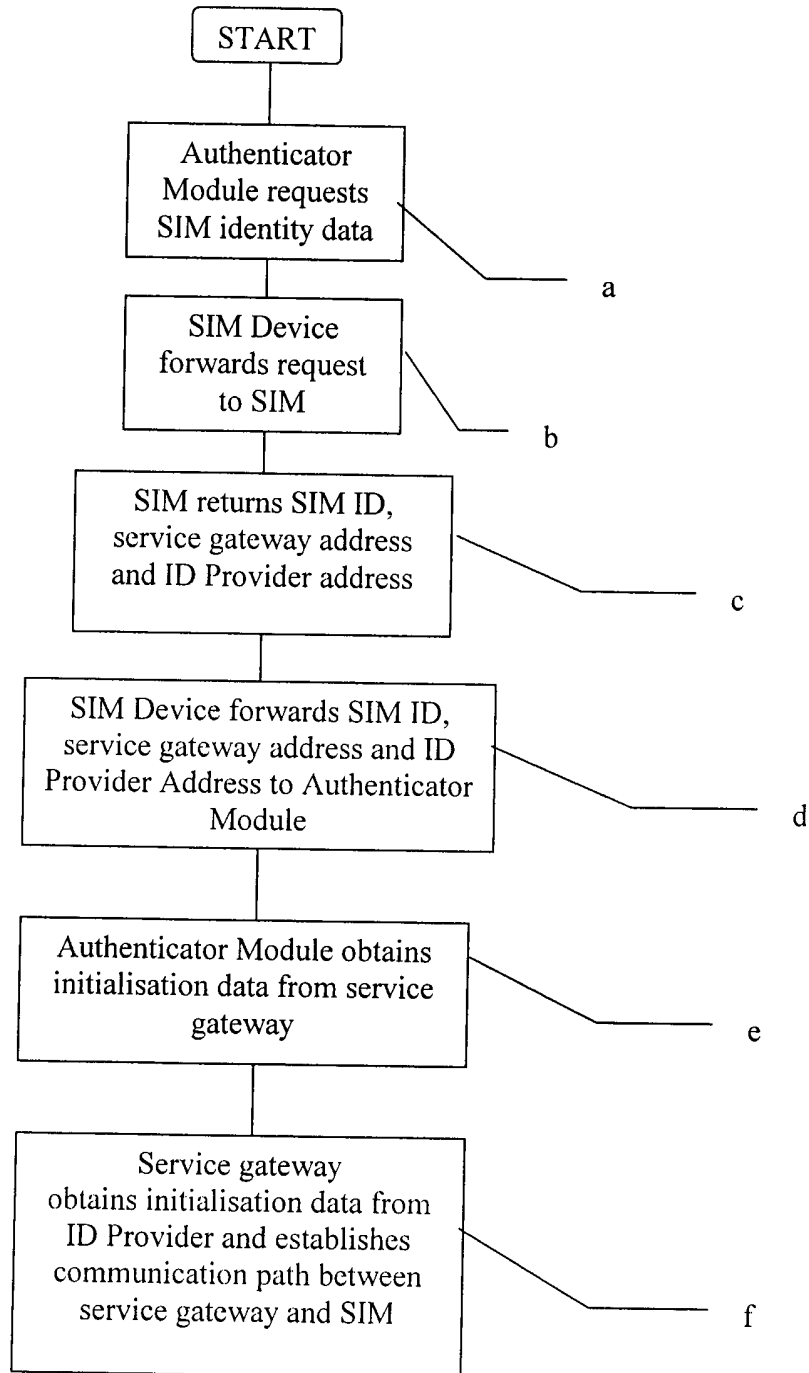 START
Authenticator
Module requests
SIM identity data
a
SIM Device
forwards request
to SIM
b
SIM returns SIM ID,
service gateway address
and ID Provider address
c
SIM Device forwards SIM ID,
service gateway address and ID
Provider Address to Authenticator
Module
d
Authenticator Module obtains
initialisation data from service
gateway
e
Service gateway
obtains initialisation data from
ID Provider and establishes
communication path between
service gateway and SIM
f